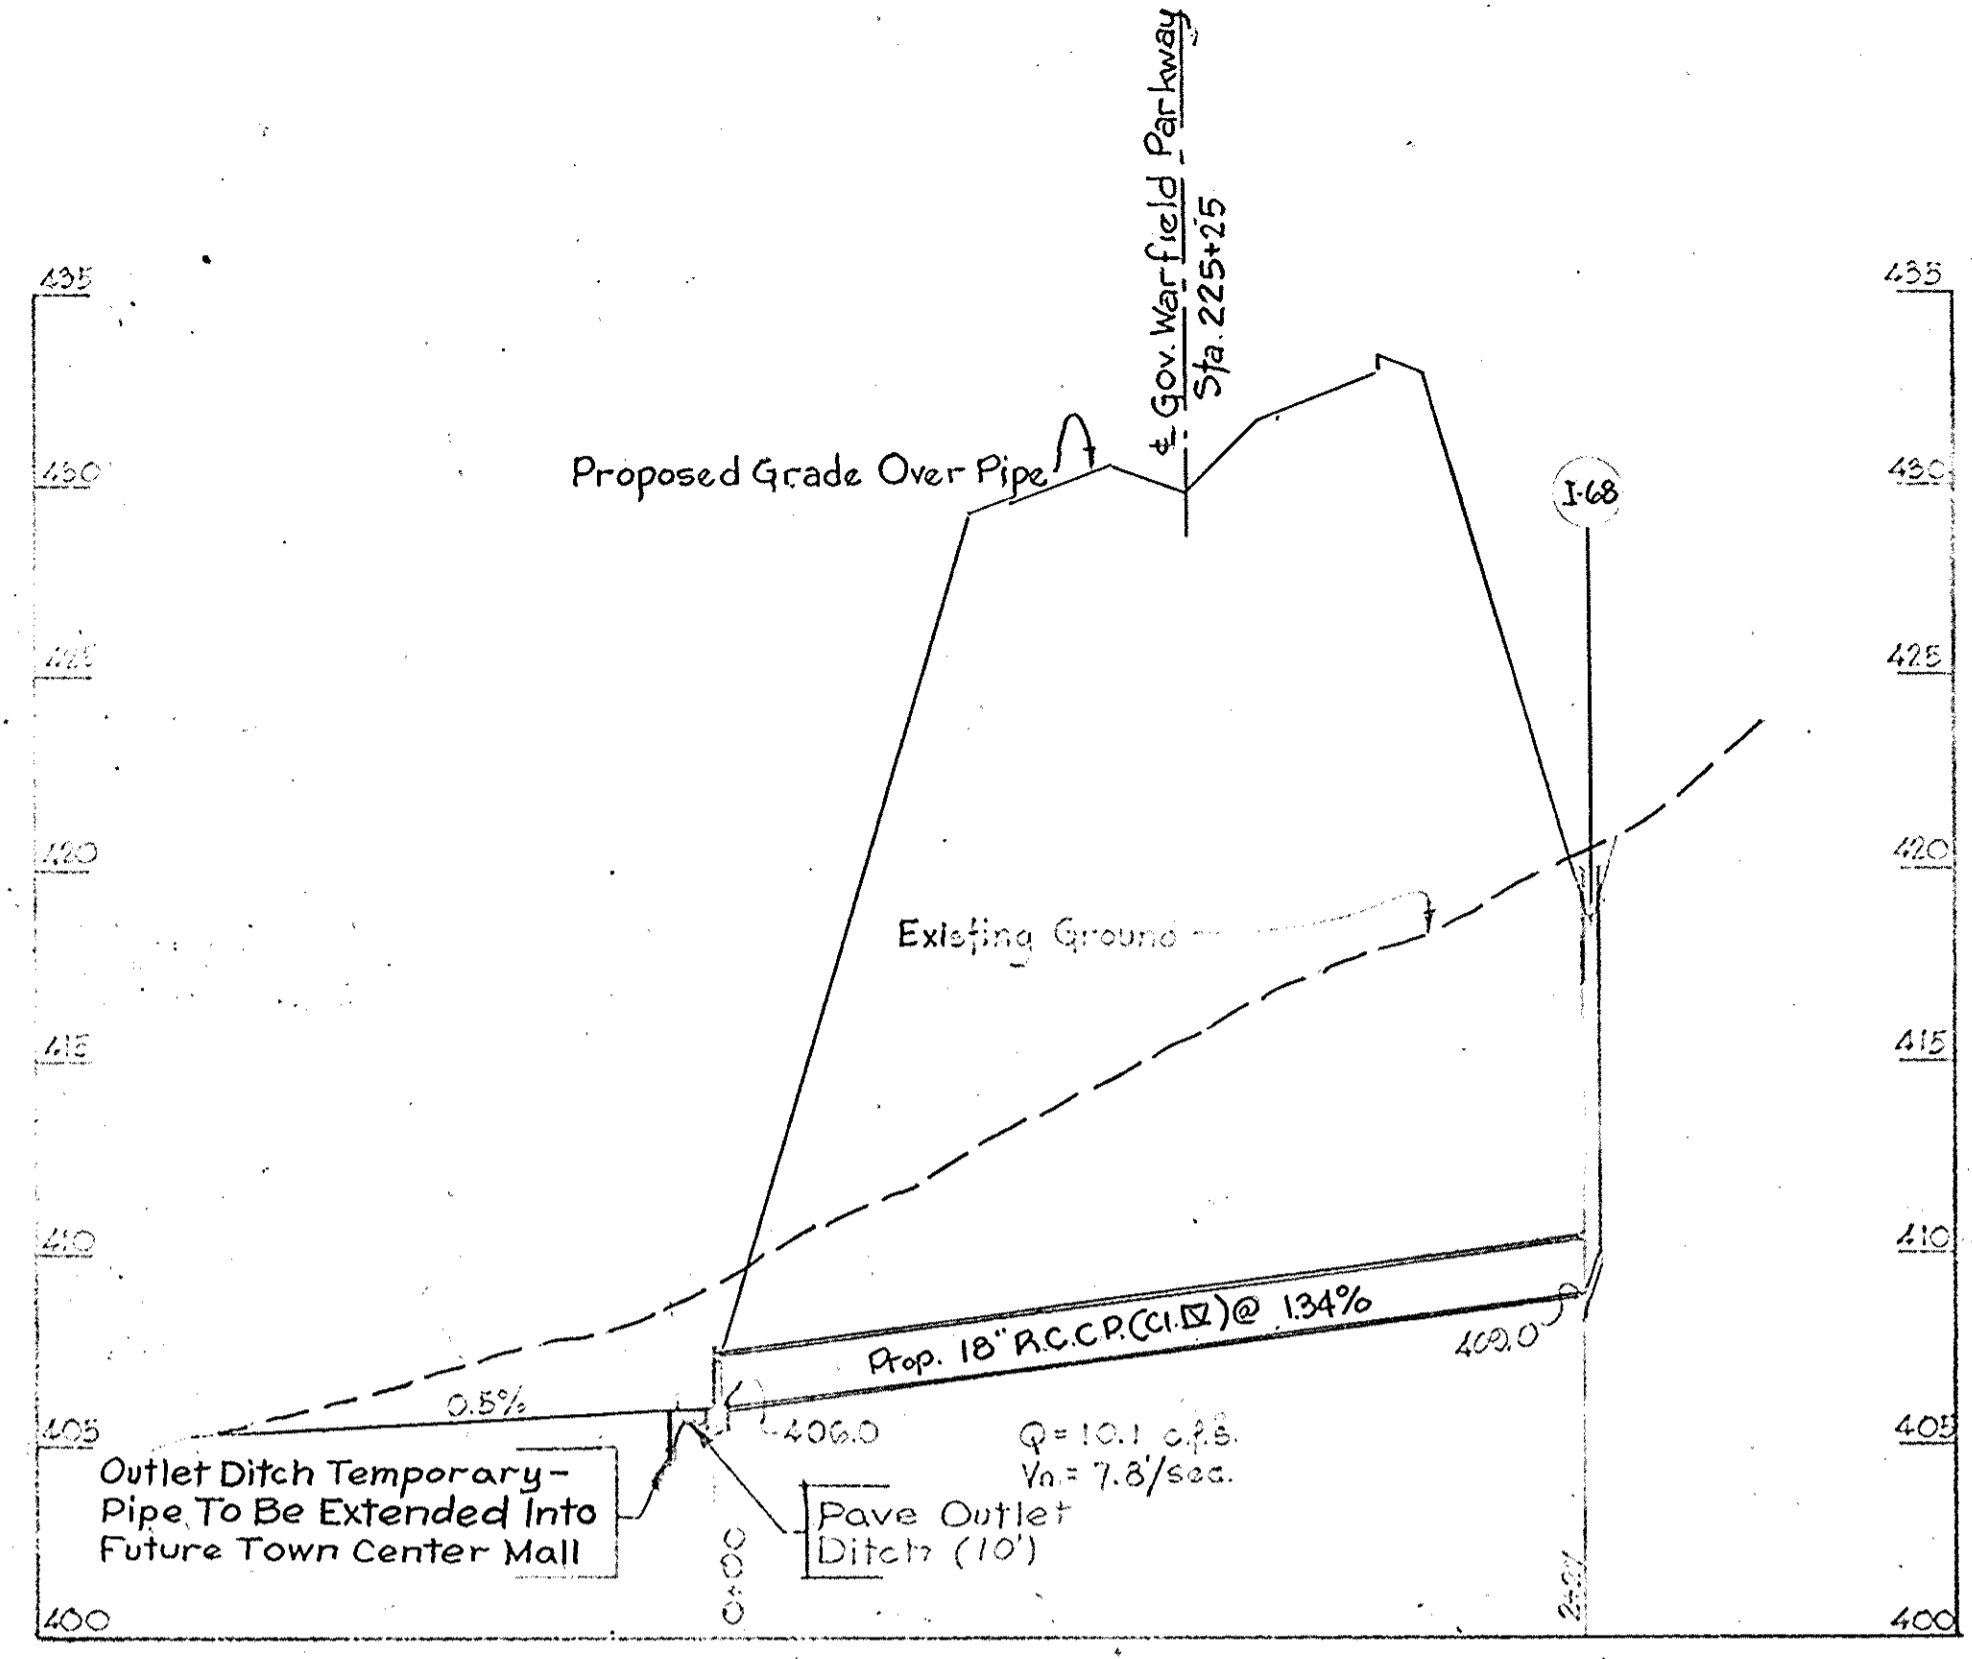 ℄ Gov. Warfield Parkway
Sta. 225+25
435
435
Proposed Grade Over Pipe
430
430
I-68
425
425
420
420
Existing Ground
415
415
410
410
Prop. 18" R.C.C.P. (Cl. IV) @ 1.34%
409.0
0.5%
406.0
405
405
Q = 10.1 c.f.s.
Vn = 7.8'/sec.
Outlet Ditch Temporary-
Pipe To Be Extended Into
Future Town Center Mall
Pave Outlet
Ditch (10')
0+00
400
400